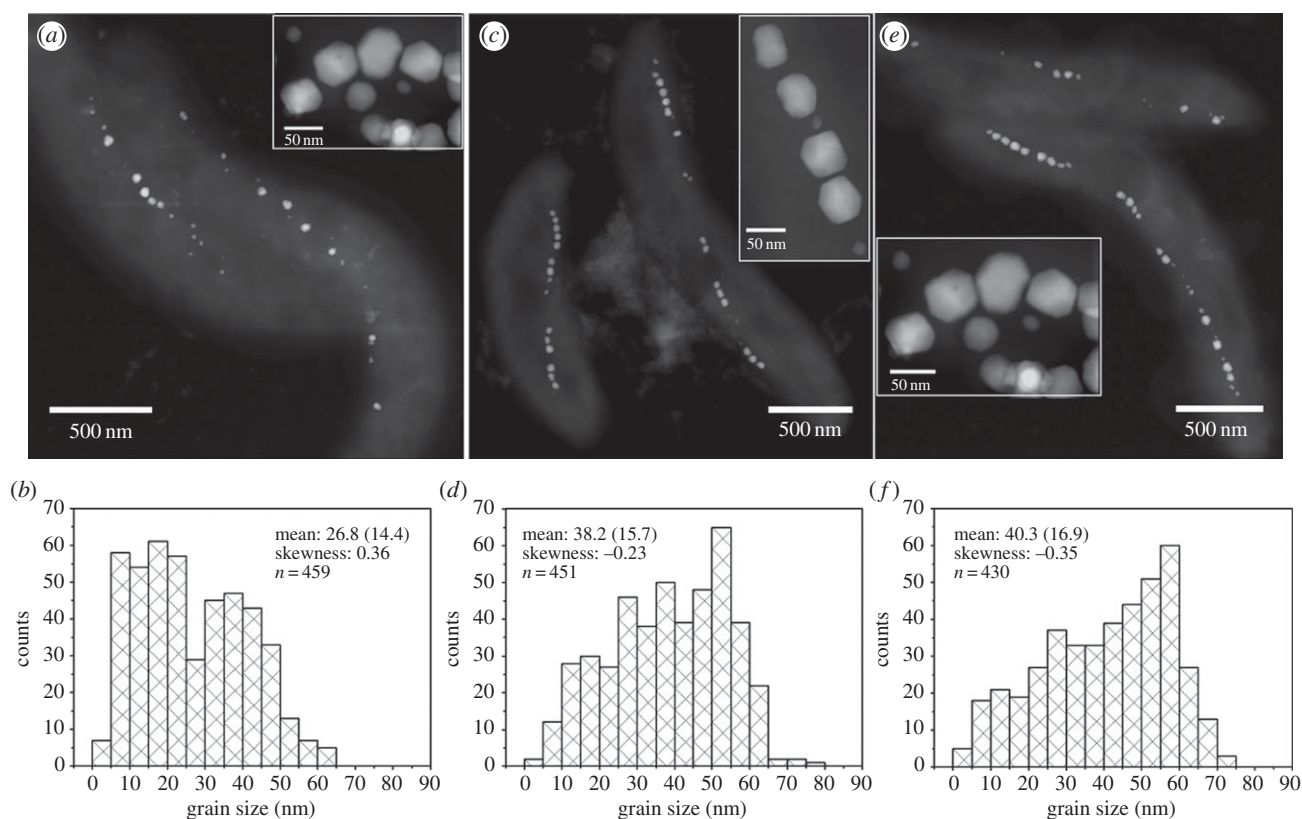 (a)
50 nm
500 nm
(c)
50 nm
500 nm
(e)
50 nm
500 nm
(b)
70
60
50
40
30
20
10
0
counts
mean: 26.8 (14.4)
skewness: 0.36
n = 459
0 10 20 30 40 50 60 70 80 90
grain size (nm)
(d)
70
60
50
40
30
20
10
0
counts
mean: 38.2 (15.7)
skewness: –0.23
n = 451
0 10 20 30 40 50 60 70 80 90
grain size (nm)
(f)
70
60
50
40
30
20
10
0
counts
mean: 40.3 (16.9)
skewness: –0.35
n = 430
0 10 20 30 40 50 60 70 80 90
grain size (nm)